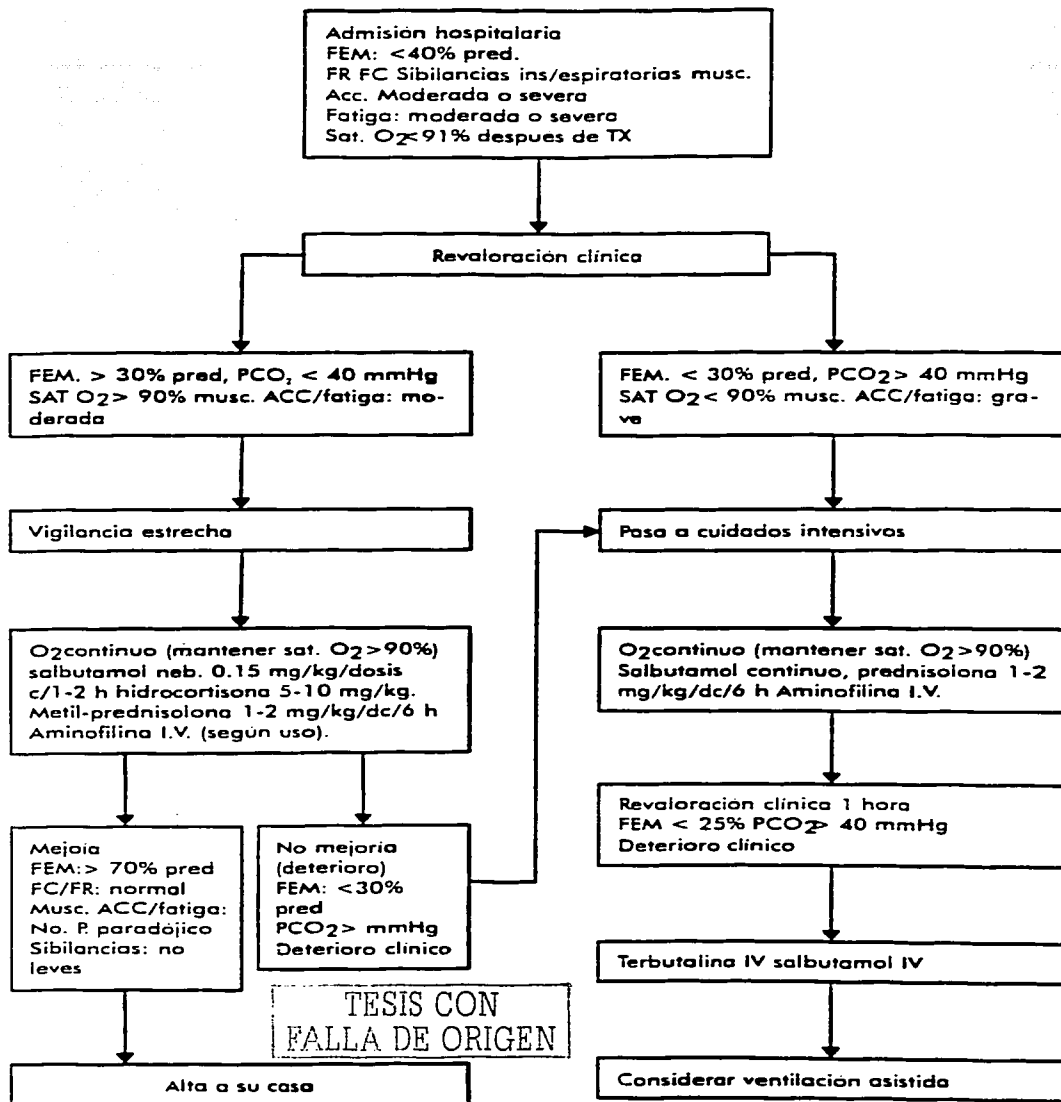 Admisión hospitalaria
FEM: <40% pred.
FR FC Sibilancias ins/espiratorias musc.
Acc. Moderada o severa
Fatiga: moderada o severa
Sat. O2<91% despues de TX
Revaloración clínica
FEM. > 30% pred, PCO2 < 40 mmHg
SAT O2> 90% musc. ACC/fatiga: mo-
derada
FEM. < 30% pred, PCO2> 40 mmHg
SAT O2< 90% musc. ACC/fatiga: gra-
ve
Vigilancia estrecha
Pasa a cuidados intensivos
O2continuo (mantener sat. O2>90%)
salbutamol neb. 0.15 mg/kg/dosis
c/1-2 h hidrocortisona 5-10 mg/kg.
Metil-prednisolona 1-2 mg/kg/dc/6 h
Aminofilina I.V. (según uso).
O2continuo (mantener sat. O2>90%)
Salbutamol continuo, prednisolona 1-2
mg/kg/dc/6 h Aminofilina I.V.
Revaloración clínica 1 hora
FEM < 25% PCO2> 40 mmHg
Deterioro clínico
Mejoía
FEM:> 70% pred
FC/FR: normal
Musc. ACC/fatiga:
No. P. paradójico
Sibilancias: no
leves
No mejoria
(deterioro)
FEM: <30%
pred
PCO2> mmHg
Deterioro clínico
Terbutalina IV salbutamol IV
TESIS CON
FALLA DE ORIGEN
Alta a su casa
Considerar ventilación asistida